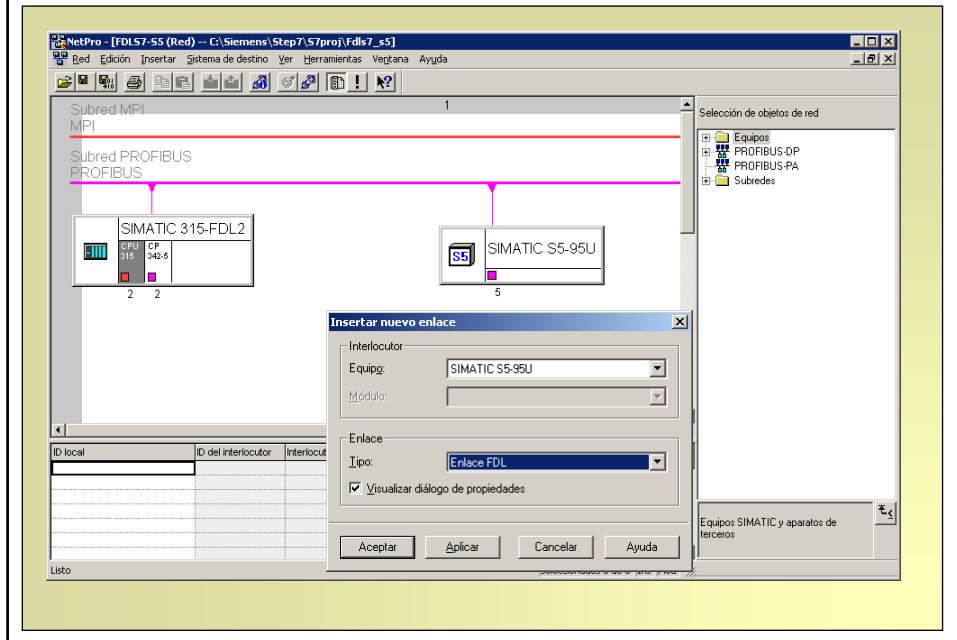 NetPro - [FDLS7-S5 (Red) -- C:\Siemens\Step7\S7proj\Fdls7_s5]
Red Edición Insertar Sistema de destino Ver Herramientas Ventana Ayuda
1
Subred MPI
MPI
Subred PROFIBUS
PROFIBUS
SIMATIC 315-FDL2
CPU 315
CP 342-5
2 2
SIMATIC S5-95U
S5
5
Selección de objetos de red
Equipos
PROFIBUS-DP
PROFIBUS-PA
Subredes
Insertar nuevo enlace
Interlocutor
Equipo: SIMATIC S5-95U
Módulo:
Enlace
Tipo: Enlace FDL
Visualizar diálogo de propiedades
Aceptar Aplicar Cancelar Ayuda
ID local ID del interlocutor Interlocut
Equipos SIMATIC y aparatos de
terceros
Listo